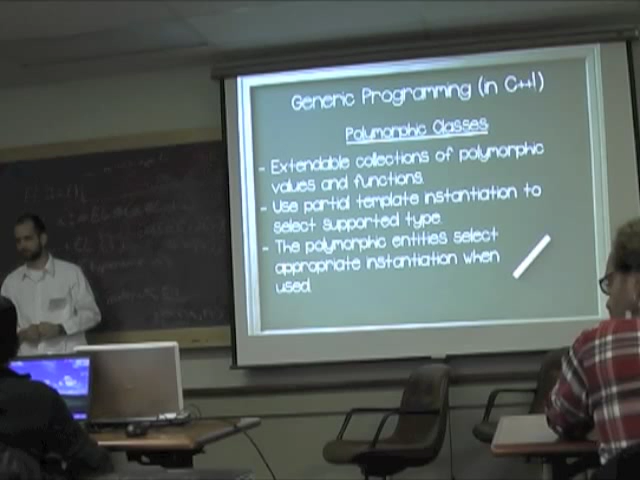 Generic Programming (in C++!)
Polymorphic Classes
- Extendable collections of polymorphic
values and functions.
- Use partial template instantiation to
select supported type.
- The polymorphic entities select
appropriate instantiation when
used.